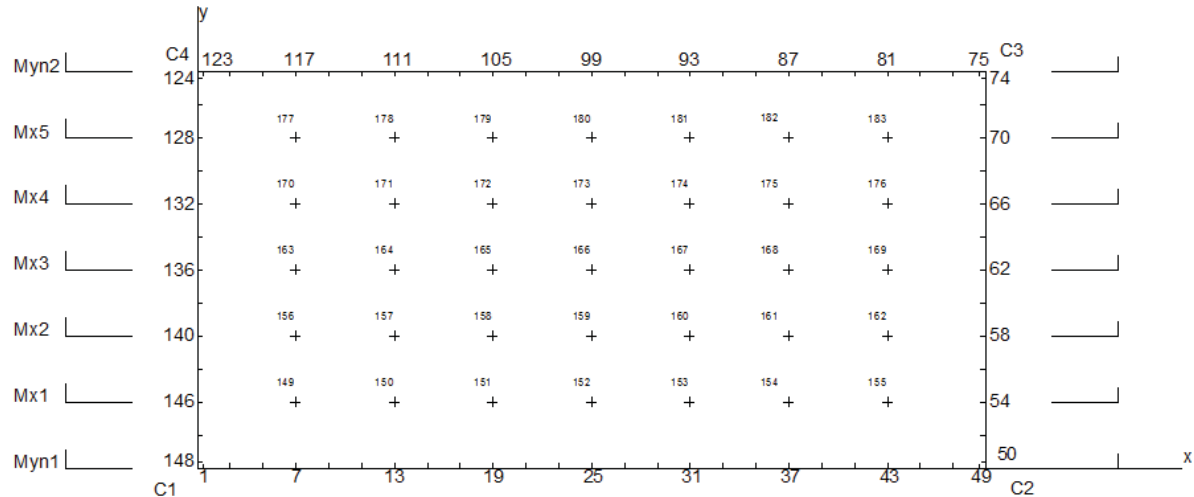 y
C4 C3
Myn2 123 117 111 105 99 93 87 81 75
124 74
177 178 179 180 181 182 183
Mx5 128 70
170 171 172 173 174 175 176
Mx4 132 66
163 164 165 166 167 168 169
Mx3 136 62
156 157 158 159 160 161 162
Mx2 140 58
149 150 151 152 153 154 155
Mx1 146 54
Myn1 148 50 x
1 7 13 19 25 31 37 43 49
C1 C2